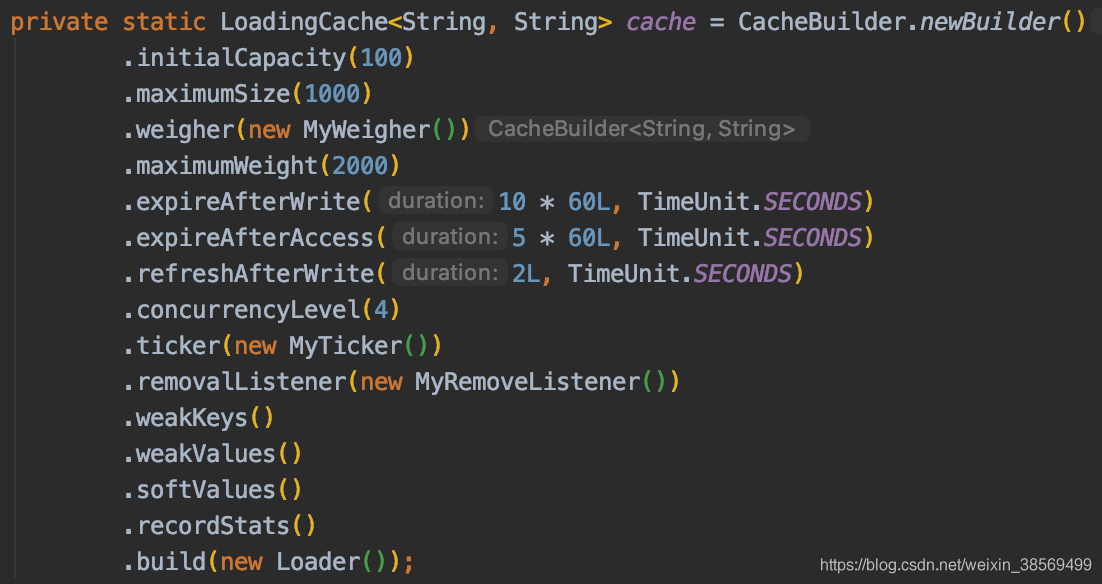 private static LoadingCache<String, String> cache = CacheBuilder.newBuilder()
.initialCapacity(100)
.maximumSize(1000)
.weigher(new MyWeigher()) CacheBuilder<String, String>
.maximumWeight(2000)
.expireAfterWrite( duration: 10 * 60L, TimeUnit.SECONDS)
.expireAfterAccess( duration: 5 * 60L, TimeUnit.SECONDS)
.refreshAfterWrite( duration: 2L, TimeUnit.SECONDS)
.concurrencyLevel(4)
.ticker(new MyTicker())
.removalListener(new MyRemoveListener())
.weakKeys()
.weakValues()
.softValues()
.recordStats()
.build(new Loader());
https://blog.csdn.net/weixin_38569499